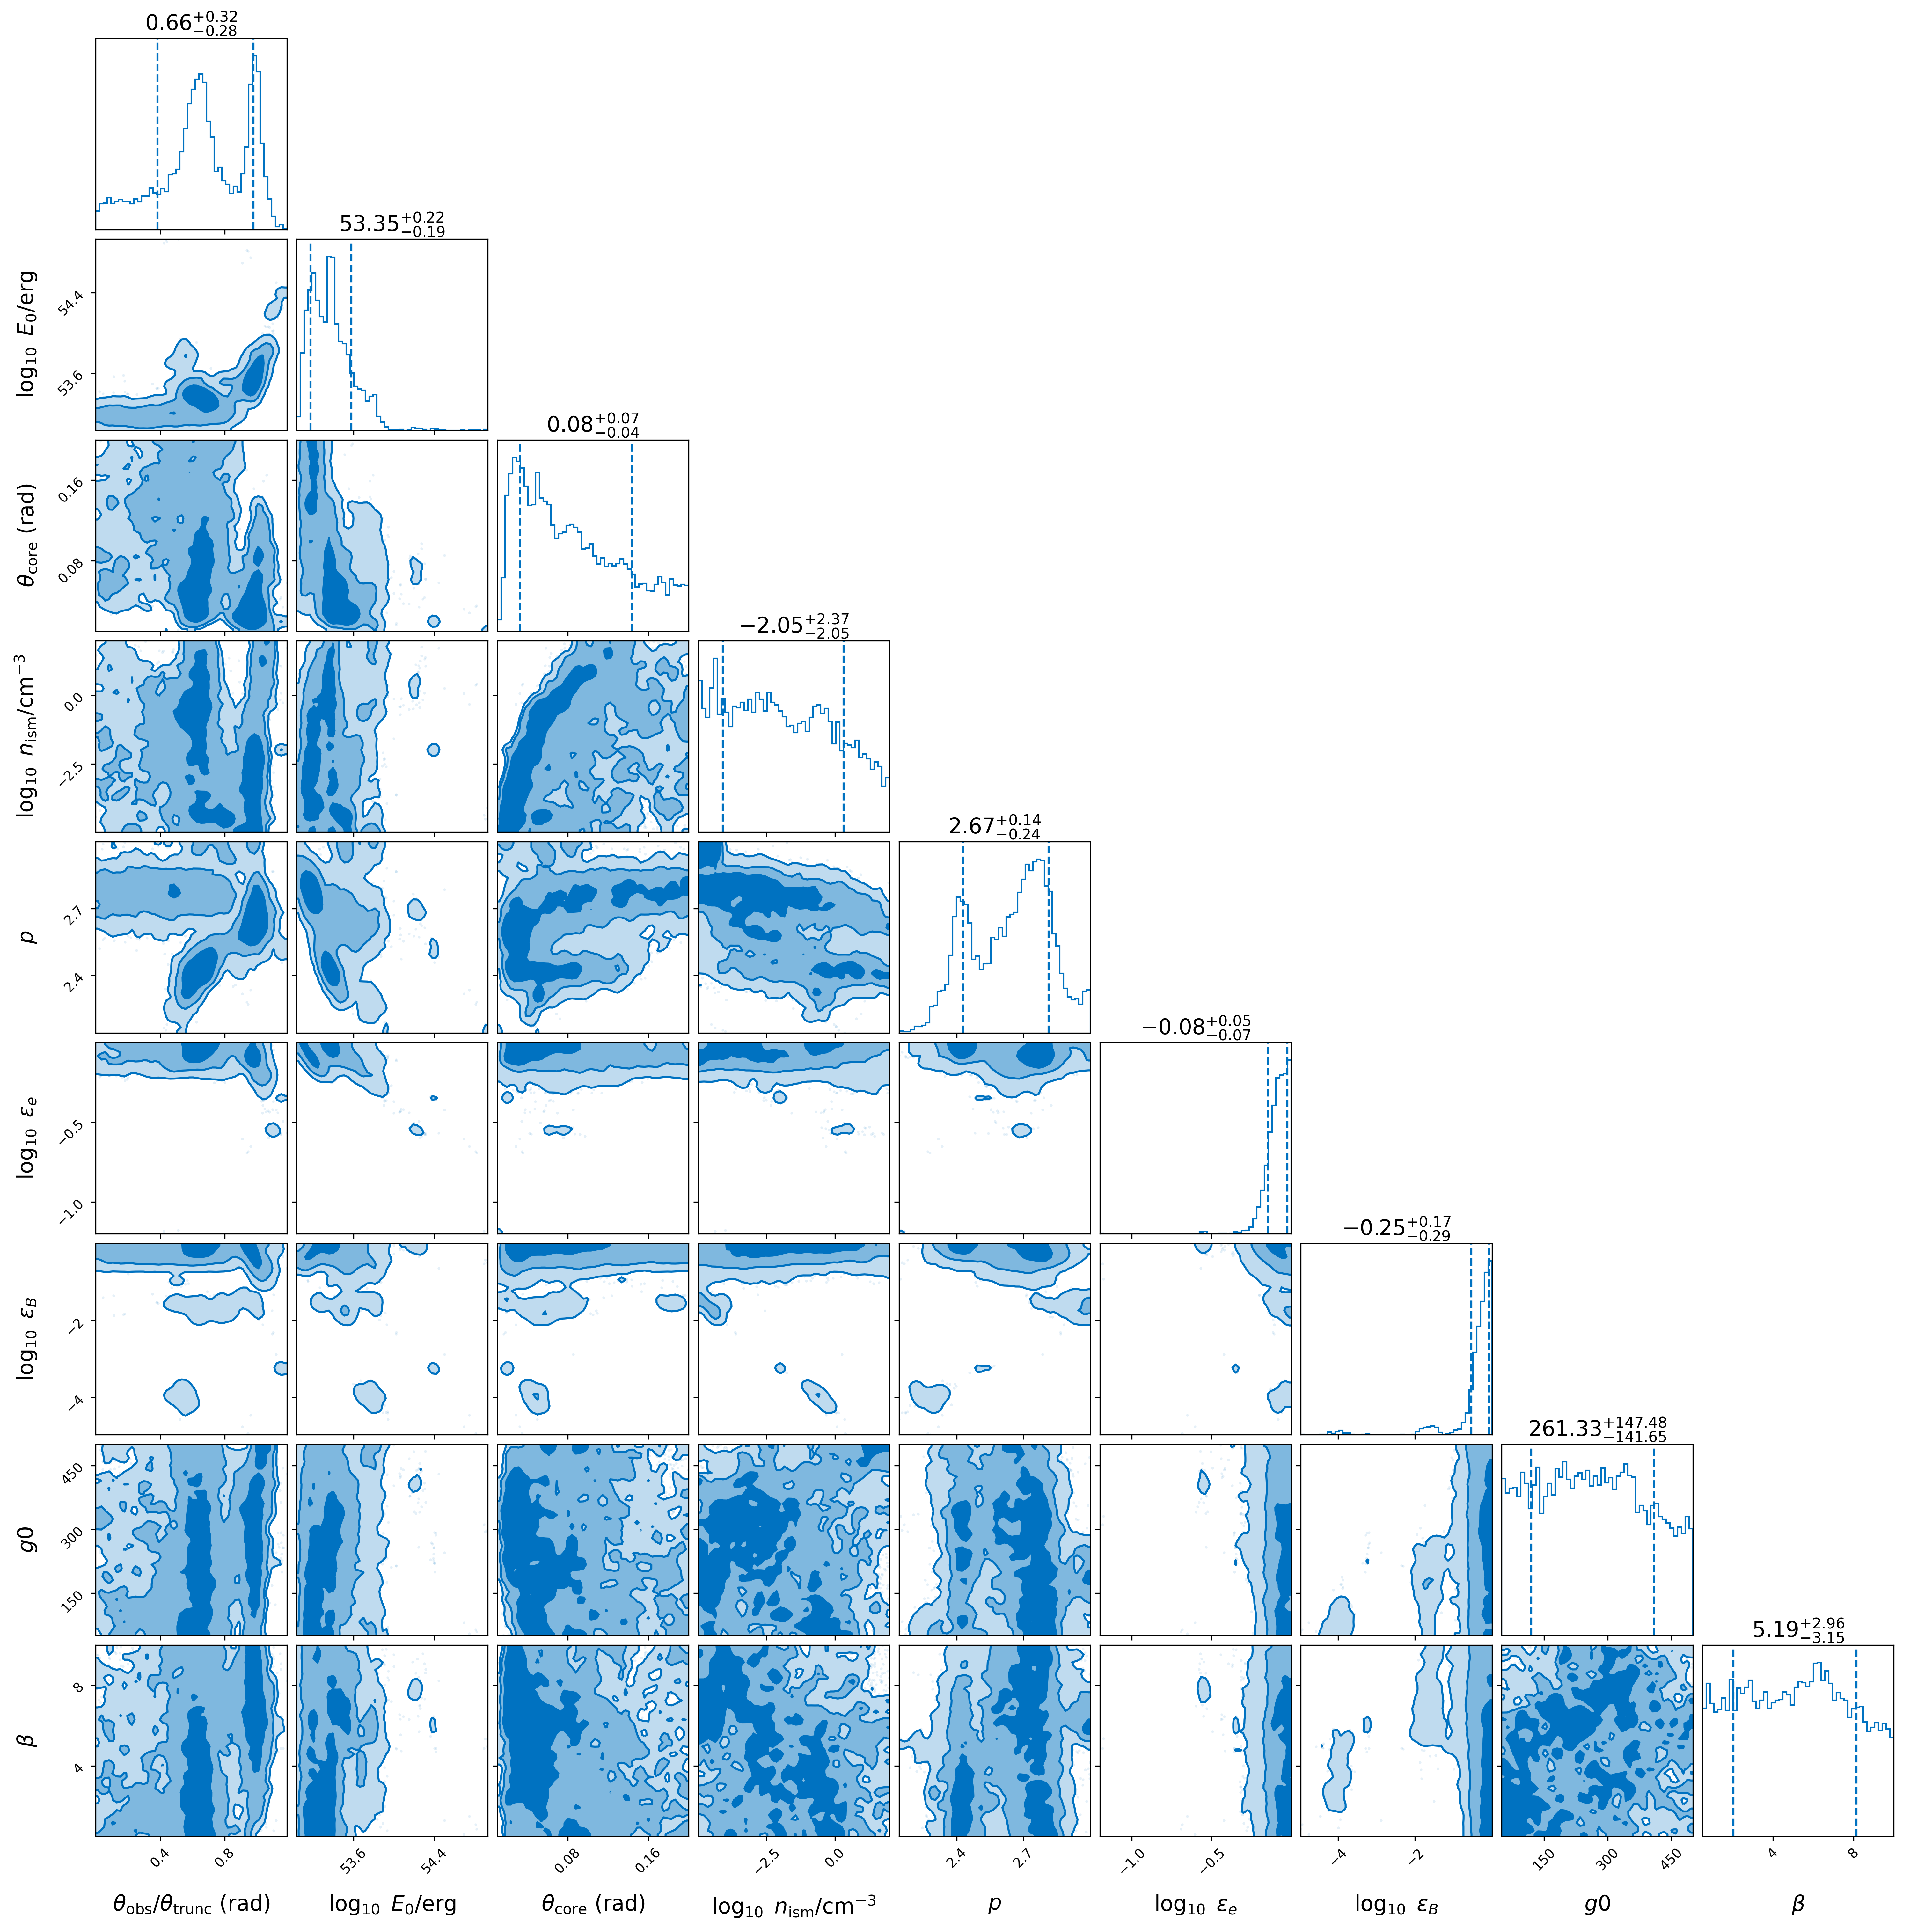 0.66+0.32−0.28
53.35+0.22−0.19
54.4
53.6
log10 E0/erg
0.08+0.07−0.04
0.16
0.08
θcore (rad)
−2.05+2.37−2.05
0.0
−2.5
log10 nism/cm−3
2.67+0.14−0.24
2.7
2.4
p
−0.08+0.05−0.07
−0.5
−1.0
log10 εe
−0.25+0.17−0.29
−2
−4
log10 εB
261.33+147.48−141.65
450
300
150
g0
5.19+2.96−3.15
8
4
β
0.4 0.8 53.6 54.4 0.08 0.16 −2.5 0.0 2.4 2.7 −1.0 −0.5 −4 −2 150 300 450 4 8
θobs/θtrunc (rad) log10 E0/erg θcore (rad) log10 nism/cm−3 p log10 εe log10 εB g0 β